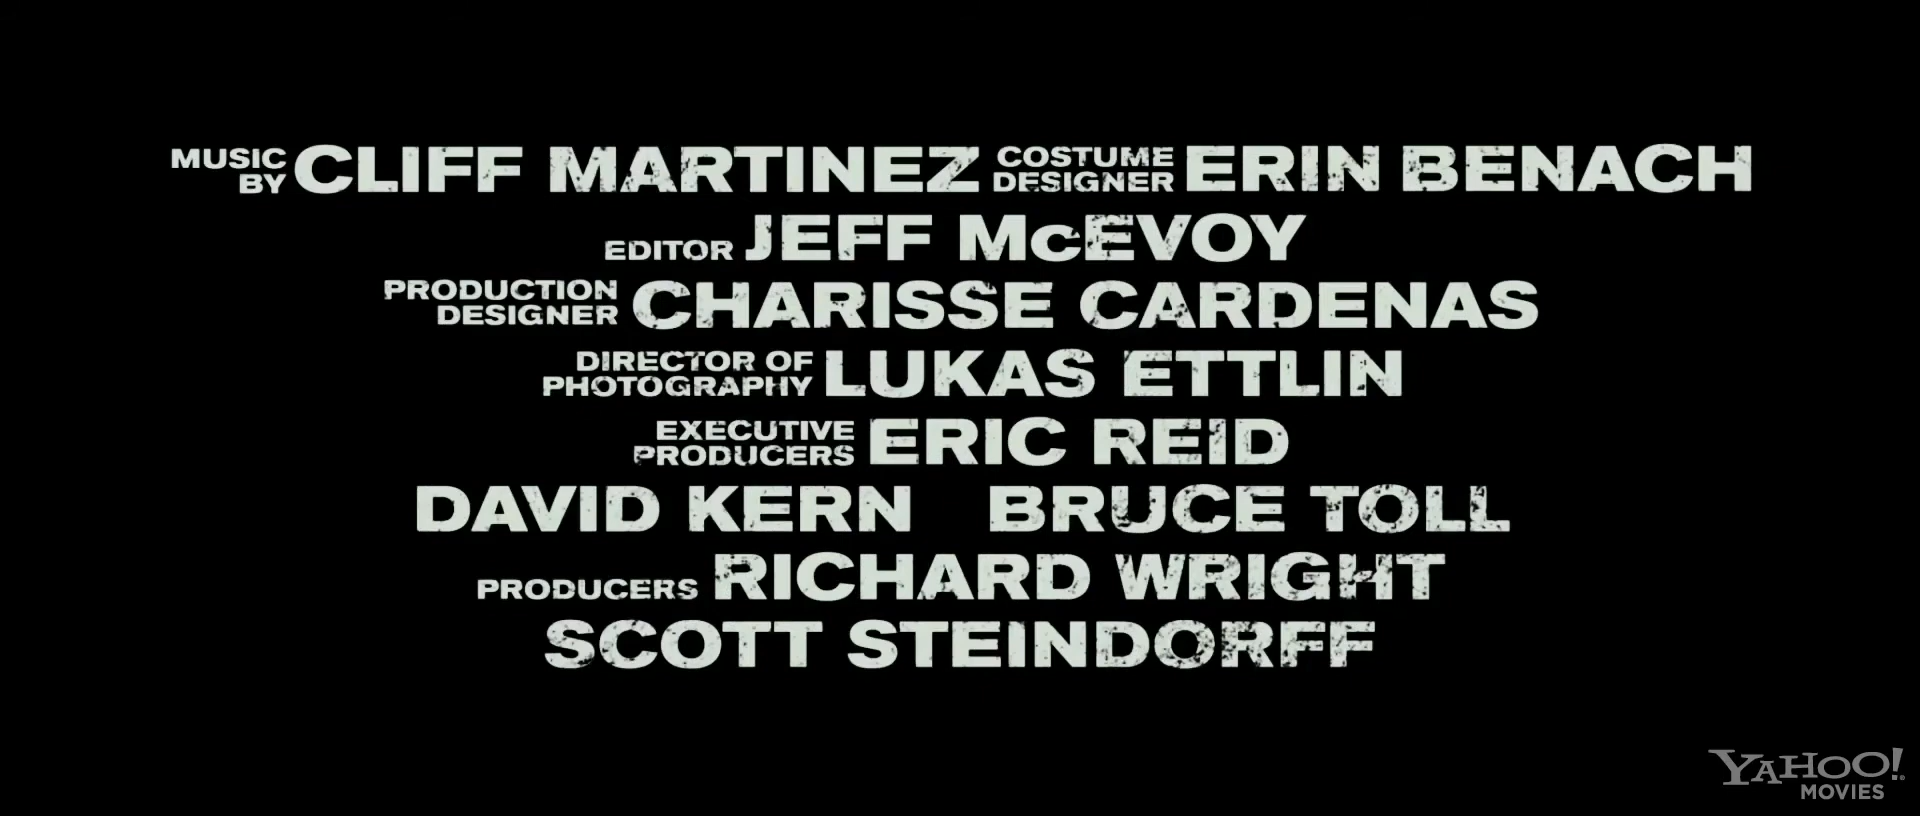 MUSIC BY CLIFF MARTINEZ COSTUME DESIGNER ERIN BENACH
EDITOR JEFF McEVOY
PRODUCTION DESIGNER CHARISSE CARDENAS
DIRECTOR OF PHOTOGRAPHY LUKAS ETTLIN
EXECUTIVE PRODUCERS ERIC REID
DAVID KERN BRUCE TOLL
PRODUCERS RICHARD WRIGHT
SCOTT STEINDORFF
YAHOO!
MOVIES